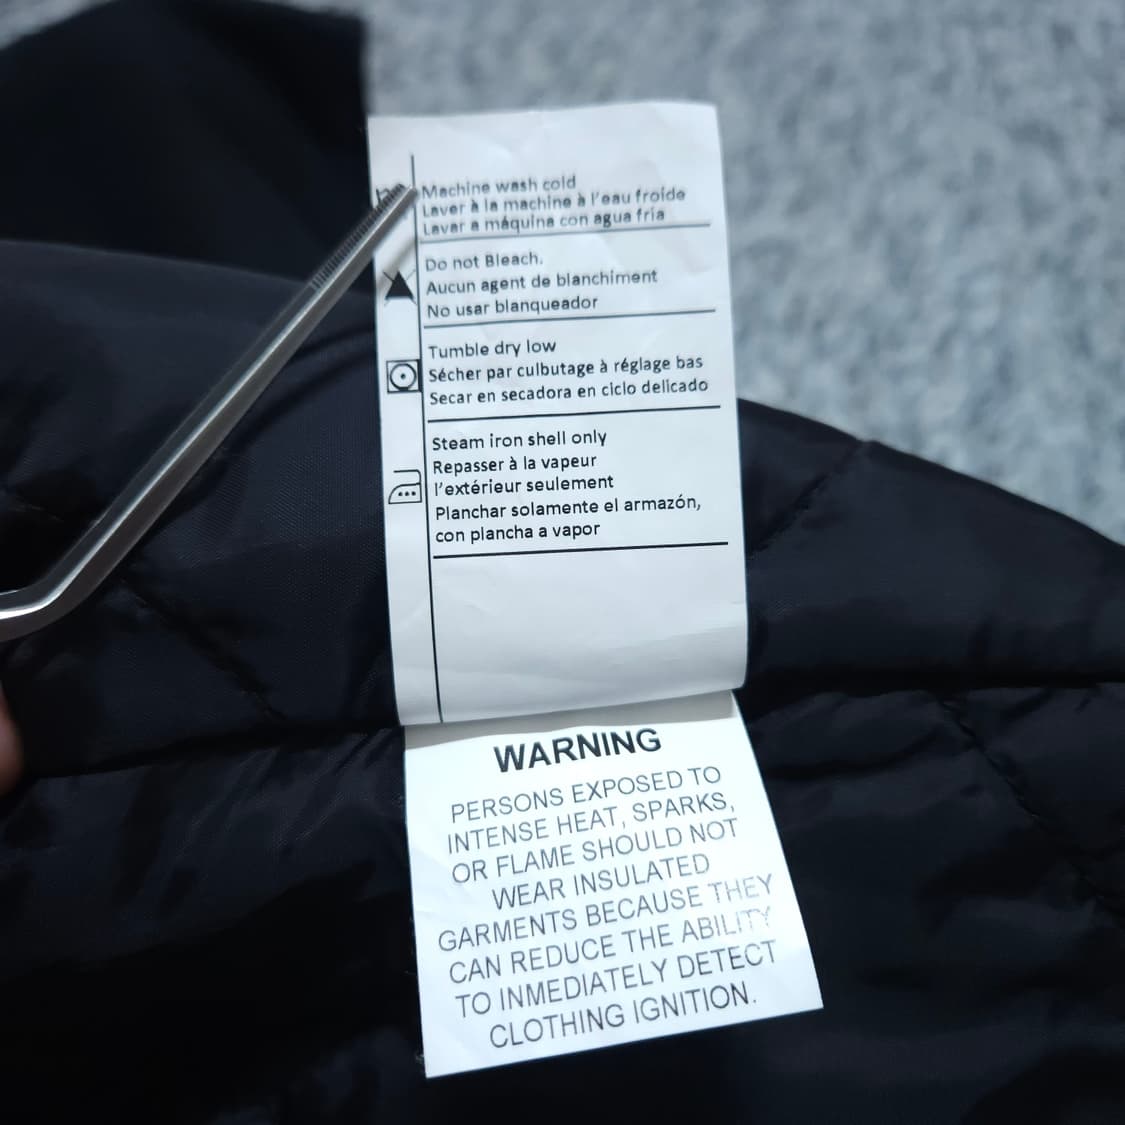 Machine wash cold
Laver à la machine à l'eau froide
Lavar a máquina con agua fría
Do not Bleach.
Aucun agent de blanchiment
No usar blanqueador
Tumble dry low
Sécher par culbutage à réglage bas
Secar en secadora en ciclo delicado
Steam iron shell only
Repasser à la vapeur
l'extérieur seulement
Planchar solamente el armazón,
con plancha a vapor
WARNING
PERSONS EXPOSED TO
INTENSE HEAT, SPARKS,
OR FLAME SHOULD NOT
WEAR INSULATED
GARMENTS BECAUSE THEY
CAN REDUCE THE ABILITY
TO INMEDIATELY DETECT
CLOTHING IGNITION.